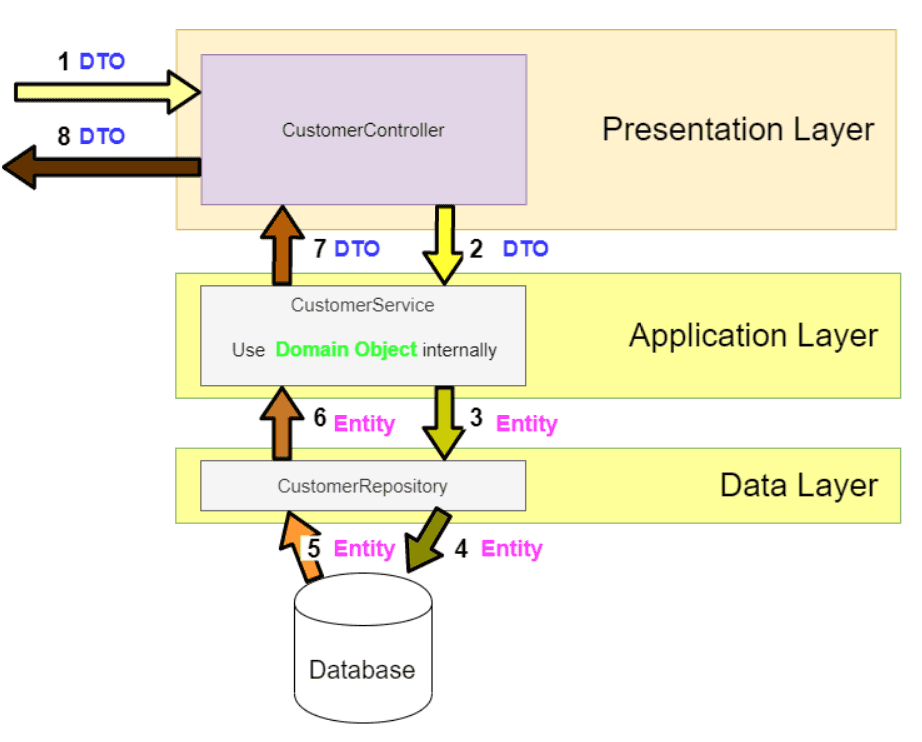 1 DTO
8 DTO
CustomerController
Presentation Layer
7 DTO
2 DTO
CustomerService
Use Domain Object internally
Application Layer
6 Entity
3 Entity
CustomerRepository
Data Layer
5 Entity
4 Entity
Database